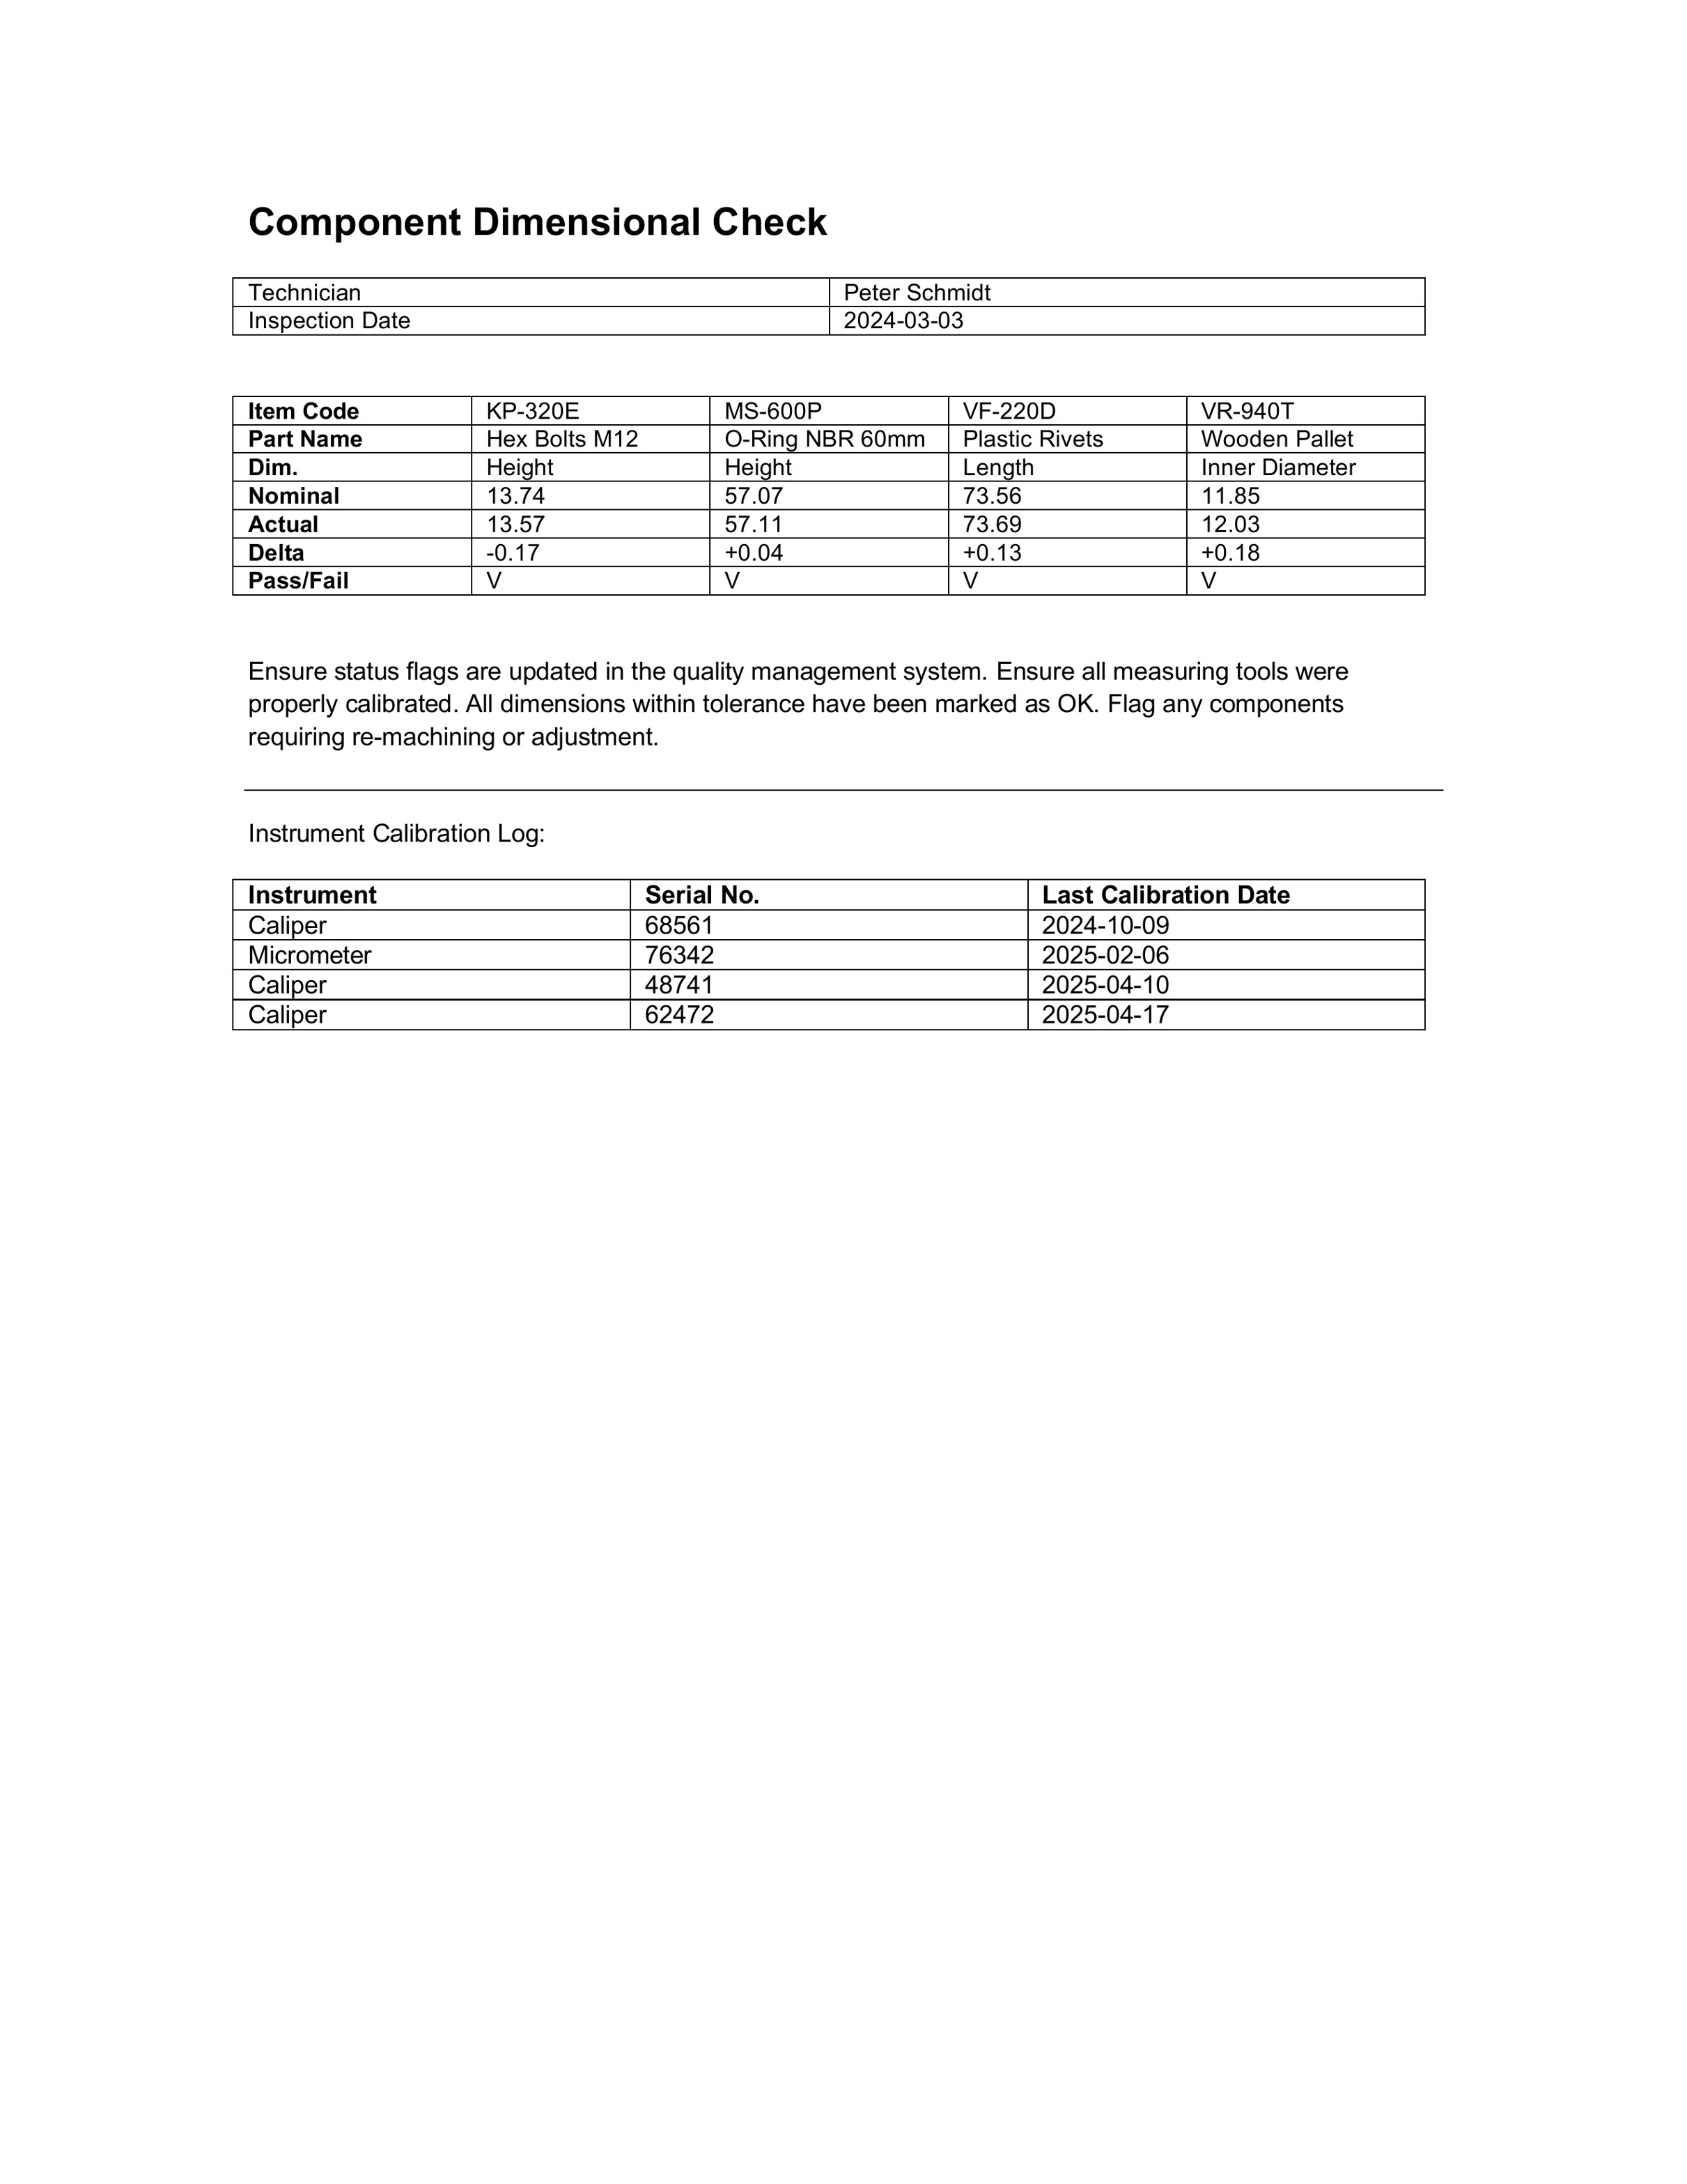 Component Dimensional Check
Technician Peter Schmidt
Inspection Date 2024-03-03
Item Code KP-320E MS-600P VF-220D VR-940T
Part Name Hex Bolts M12 O-Ring NBR 60mm Plastic Rivets Wooden Pallet
Dim. Height Height Length Inner Diameter
Nominal 13.74 57.07 73.56 11.85
Actual 13.57 57.11 73.69 12.03
Delta -0.17 +0.04 +0.13 +0.18
Pass/Fail V V V V
Ensure status flags are updated in the quality management system. Ensure all measuring tools were
properly calibrated. All dimensions within tolerance have been marked as OK. Flag any components
requiring re-machining or adjustment.
Instrument Calibration Log:
Instrument Serial No. Last Calibration Date
Caliper 68561 2024-10-09
Micrometer 76342 2025-02-06
Caliper 48741 2025-04-10
Caliper 62472 2025-04-17